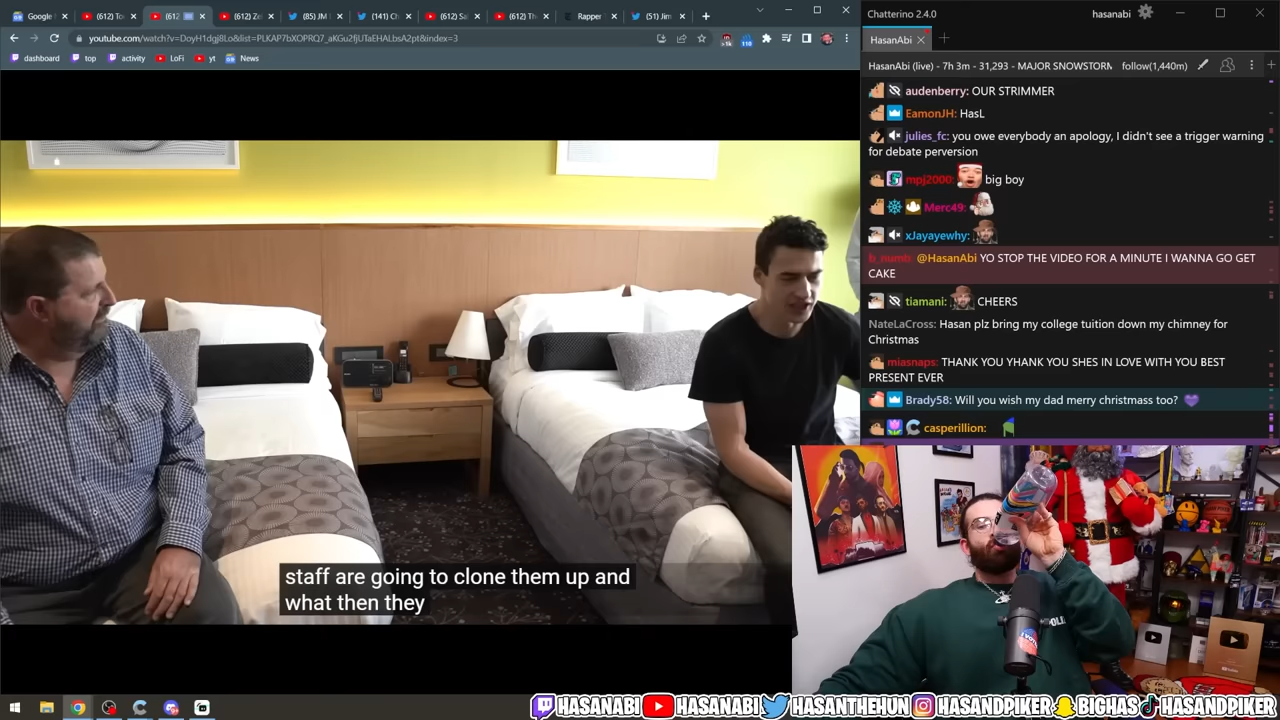 Google
(612) To
(612)
(612) Ze
(85) JM
(141) Ch
(612) Sa
(612) Th
Rapper
(51) Jim
youtube.com/watch?v=DoyH1dgj8Lo&list=PLKAP7bXOPRQ7_aKGu2fjUTaEHALbsA2pt&index=3
dashboard
top
activity
LoFi
yt
News
staff are going to clone them up and
what then they
Chatterino 2.4.0
hasanabi
HasanAbi
HasanAbi (live) - 7h 3m - 31,293 - MAJOR SNOWSTORM
follow(1,440m)
audenberry: OUR STRIMMER
EamonJH: HasL
julies_fc: you owe everybody an apology, I didn't see a trigger warning
for debate perversion
mpj2000: big boy
Merc49:
xJayayewhy:
b_numb: @HasanAbi YO STOP THE VIDEO FOR A MINUTE I WANNA GO GET
CAKE
tiamani: CHEERS
NateLaCross: Hasan plz bring my college tuition down my chimney for
Christmas
miasnaps: THANK YOU YHANK YOU SHES IN LOVE WITH YOU BEST
PRESENT EVER
Brady58: Will you wish my dad merry christmass too?
casperillion:
HASANABI
HASANABI
HASANTHEHUN
HASANDPIKER
BIGHAS
HASANDPIKER